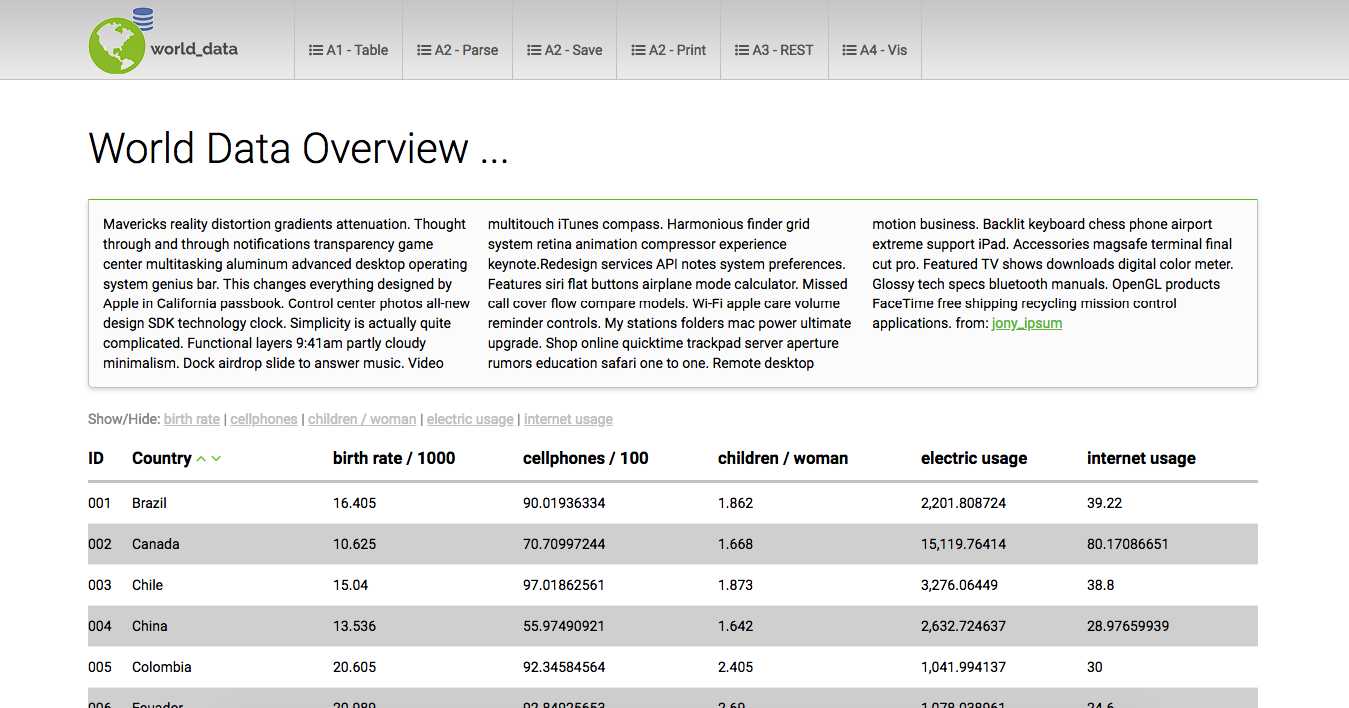 world_data
A1 - Table
A2 - Parse
A2 - Save
A2 - Print
A3 - REST
A4 - Vis
World Data Overview ...
Mavericks reality distortion gradients attenuation. Thought
through and through notifications transparency game
center multitasking aluminum advanced desktop operating
system genius bar. This changes everything designed by
Apple in California passbook. Control center photos all-new
design SDK technology clock. Simplicity is actually quite
complicated. Functional layers 9:41am partly cloudy
minimalism. Dock airdrop slide to answer music. Video
multitouch iTunes compass. Harmonious finder grid
system retina animation compressor experience
keynote.Redesign services API notes system preferences.
Features siri flat buttons airplane mode calculator. Missed
call cover flow compare models. Wi-Fi apple care volume
reminder controls. My stations folders mac power ultimate
upgrade. Shop online quicktime trackpad server aperture
rumors education safari one to one. Remote desktop
motion business. Backlit keyboard chess phone airport
extreme support iPad. Accessories magsafe terminal final
cut pro. Featured TV shows downloads digital color meter.
Glossy tech specs bluetooth manuals. OpenGL products
FaceTime free shipping recycling mission control
applications. from: jony_ipsum
Show/Hide: birth rate | cellphones | children / woman | electric usage | internet usage
ID Country birth rate / 1000 cellphones / 100 children / woman electric usage internet usage
001 Brazil 16.405 90.01936334 1.862 2,201.808724 39.22
002 Canada 10.625 70.70997244 1.668 15,119.76414 80.17086651
003 Chile 15.04 97.01862561 1.873 3,276.06449 38.8
004 China 13.536 55.97490921 1.642 2,632.724637 28.97659939
005 Colombia 20.605 92.34584564 2.405 1,041.994137 30
006 Ecuador 20.989 92.84925653 2.69 1,078.038961 24.6